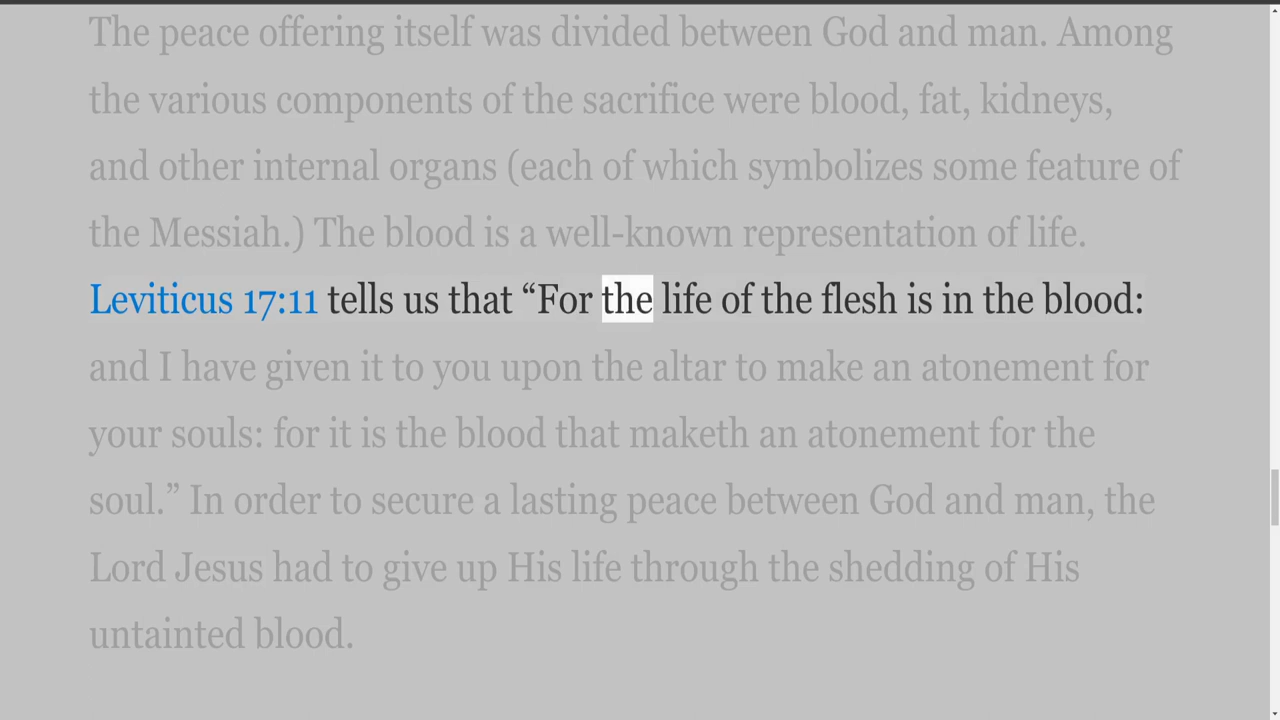 The peace offering itself was divided between God and man. Among
the various components of the sacrifice were blood, fat, kidneys,
and other internal organs (each of which symbolizes some feature of
the Messiah.) The blood is a well-known representation of life.
Leviticus 17:11 tells us that “For the life of the flesh is in the blood:
and I have given it to you upon the altar to make an atonement for
your souls: for it is the blood that maketh an atonement for the
soul.” In order to secure a lasting peace between God and man, the
Lord Jesus had to give up His life through the shedding of His
untainted blood.